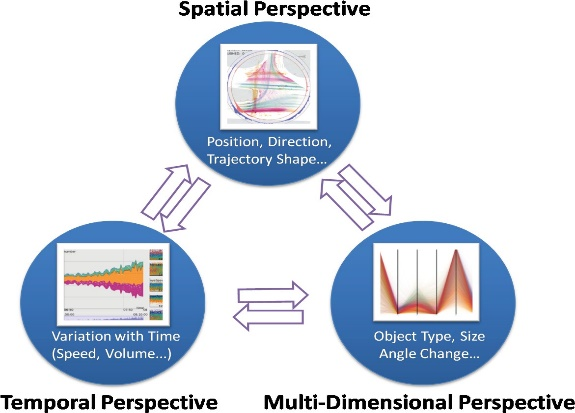 Spatial Perspective
Position, Direction,
Trajectory Shape...
Variation with Time
(Speed, Volume...)
Object Type, Size
Angle Change...
Temporal Perspective
Multi-Dimensional Perspective